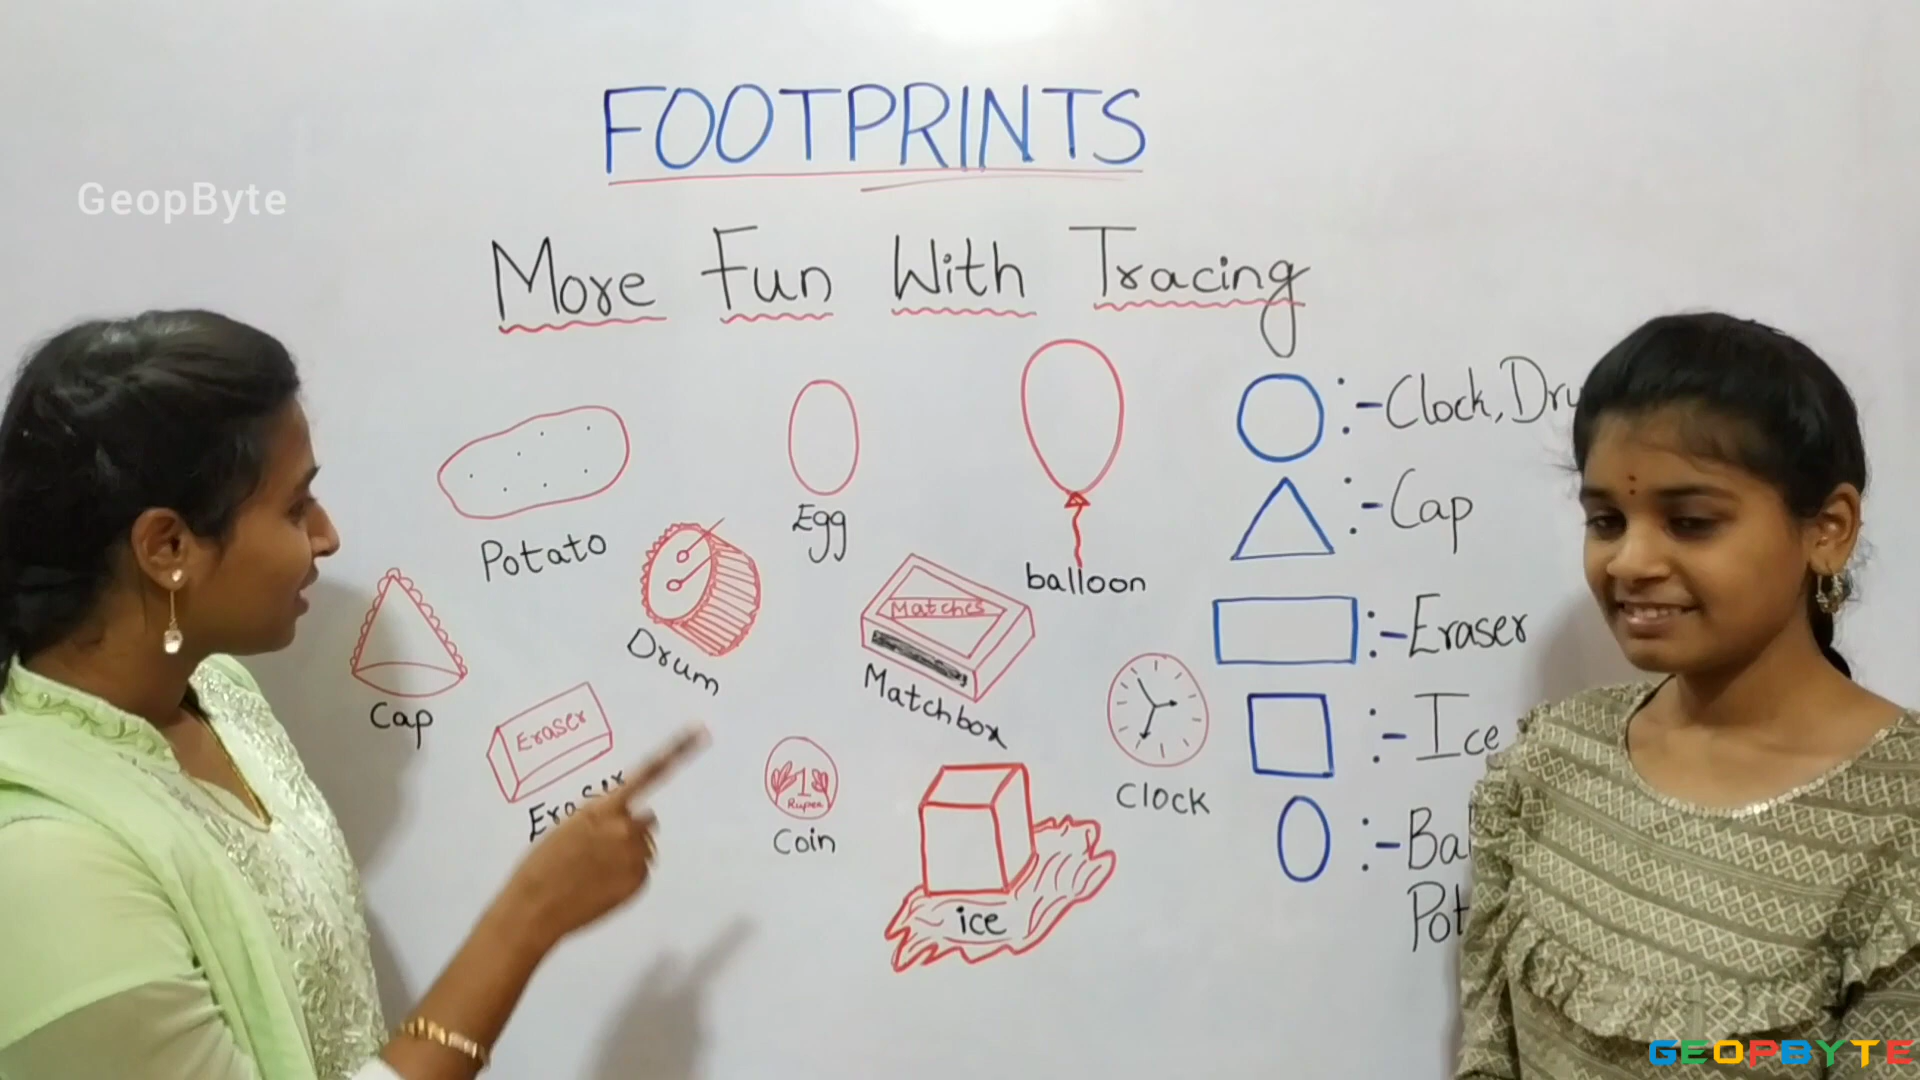 FOOTPRINTS
GeopByte
More Fun With Tracing
Potato
Egg
balloon
Cap
Drum
Matches
Matchbox
Eraser
Eraser
1
Rupee
Coin
ice
Clock
:-Clock,
:-Cap
:-Eraser
:-Ice
GEOPBYTE